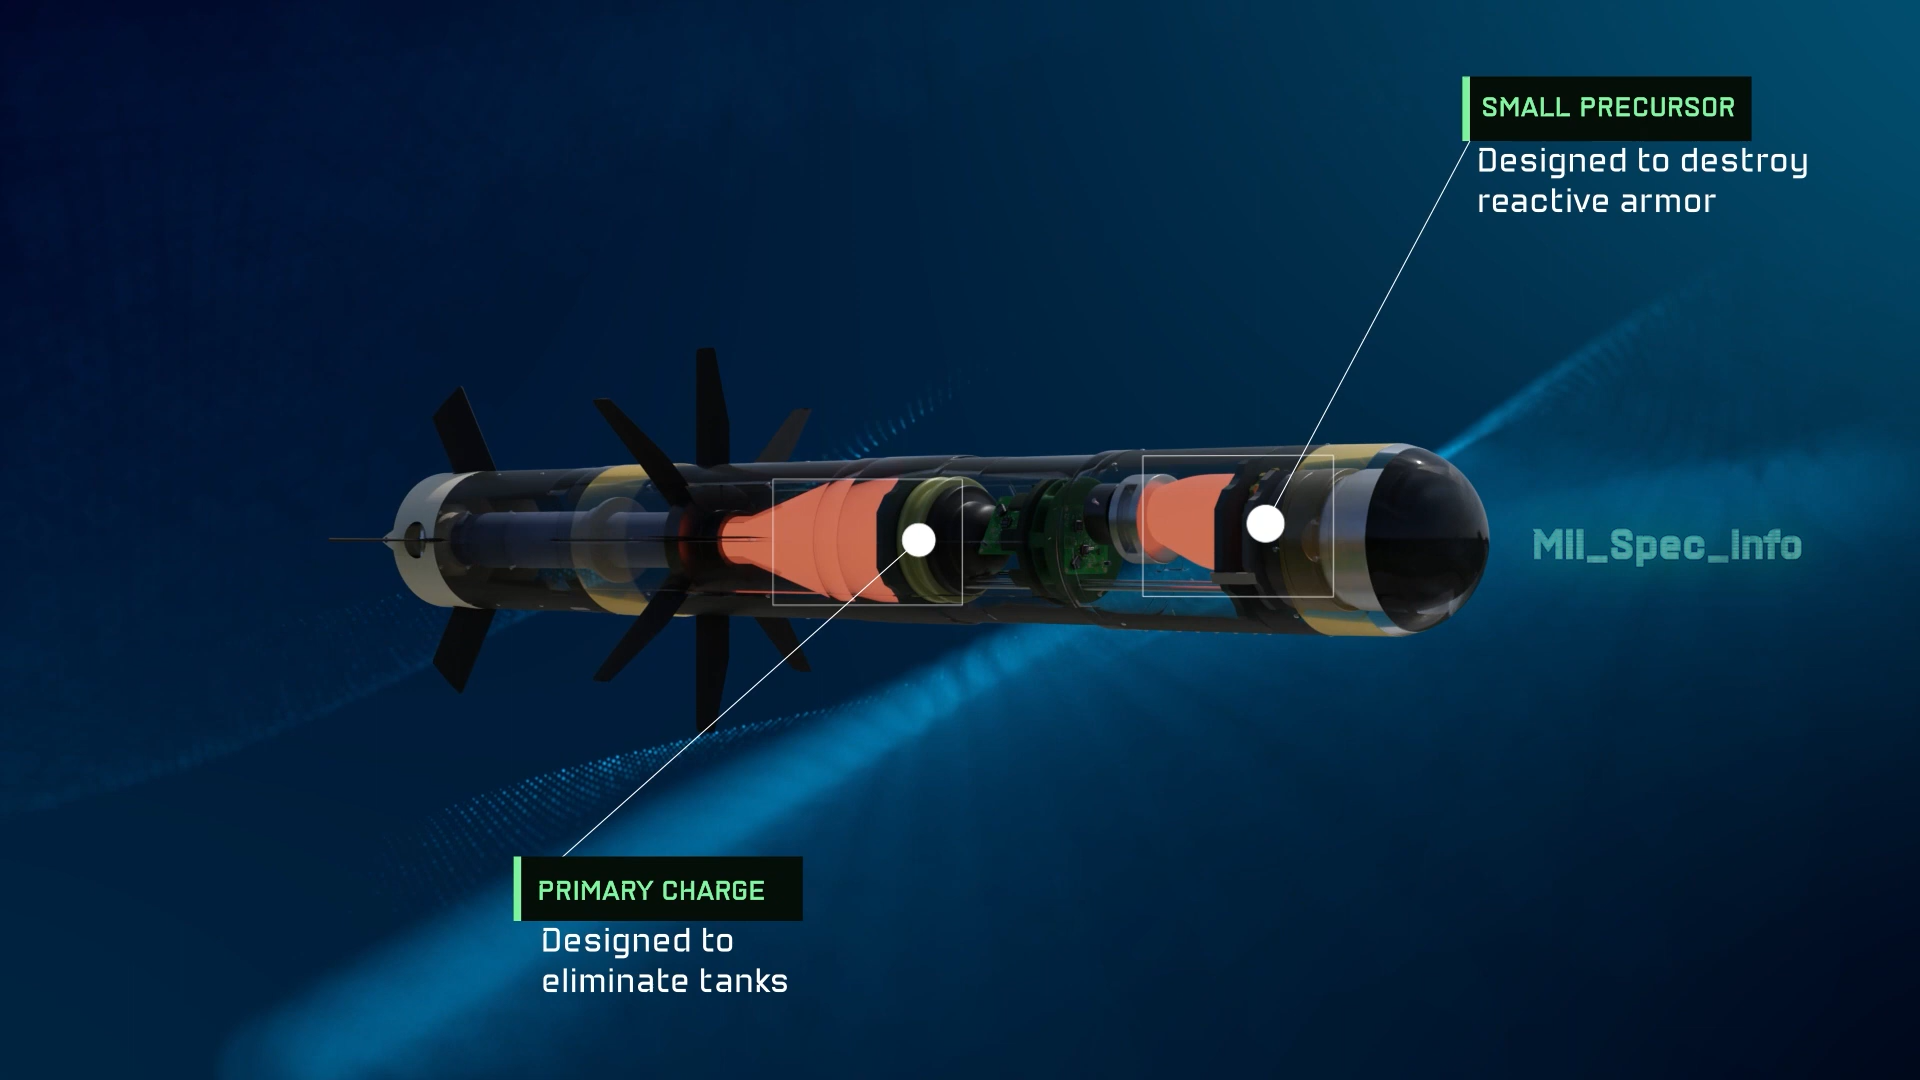 SMALL PRECURSOR
Designed to destroy
reactive armor
Mil_Spec_Info
PRIMARY CHARGE
Designed to
eliminate tanks